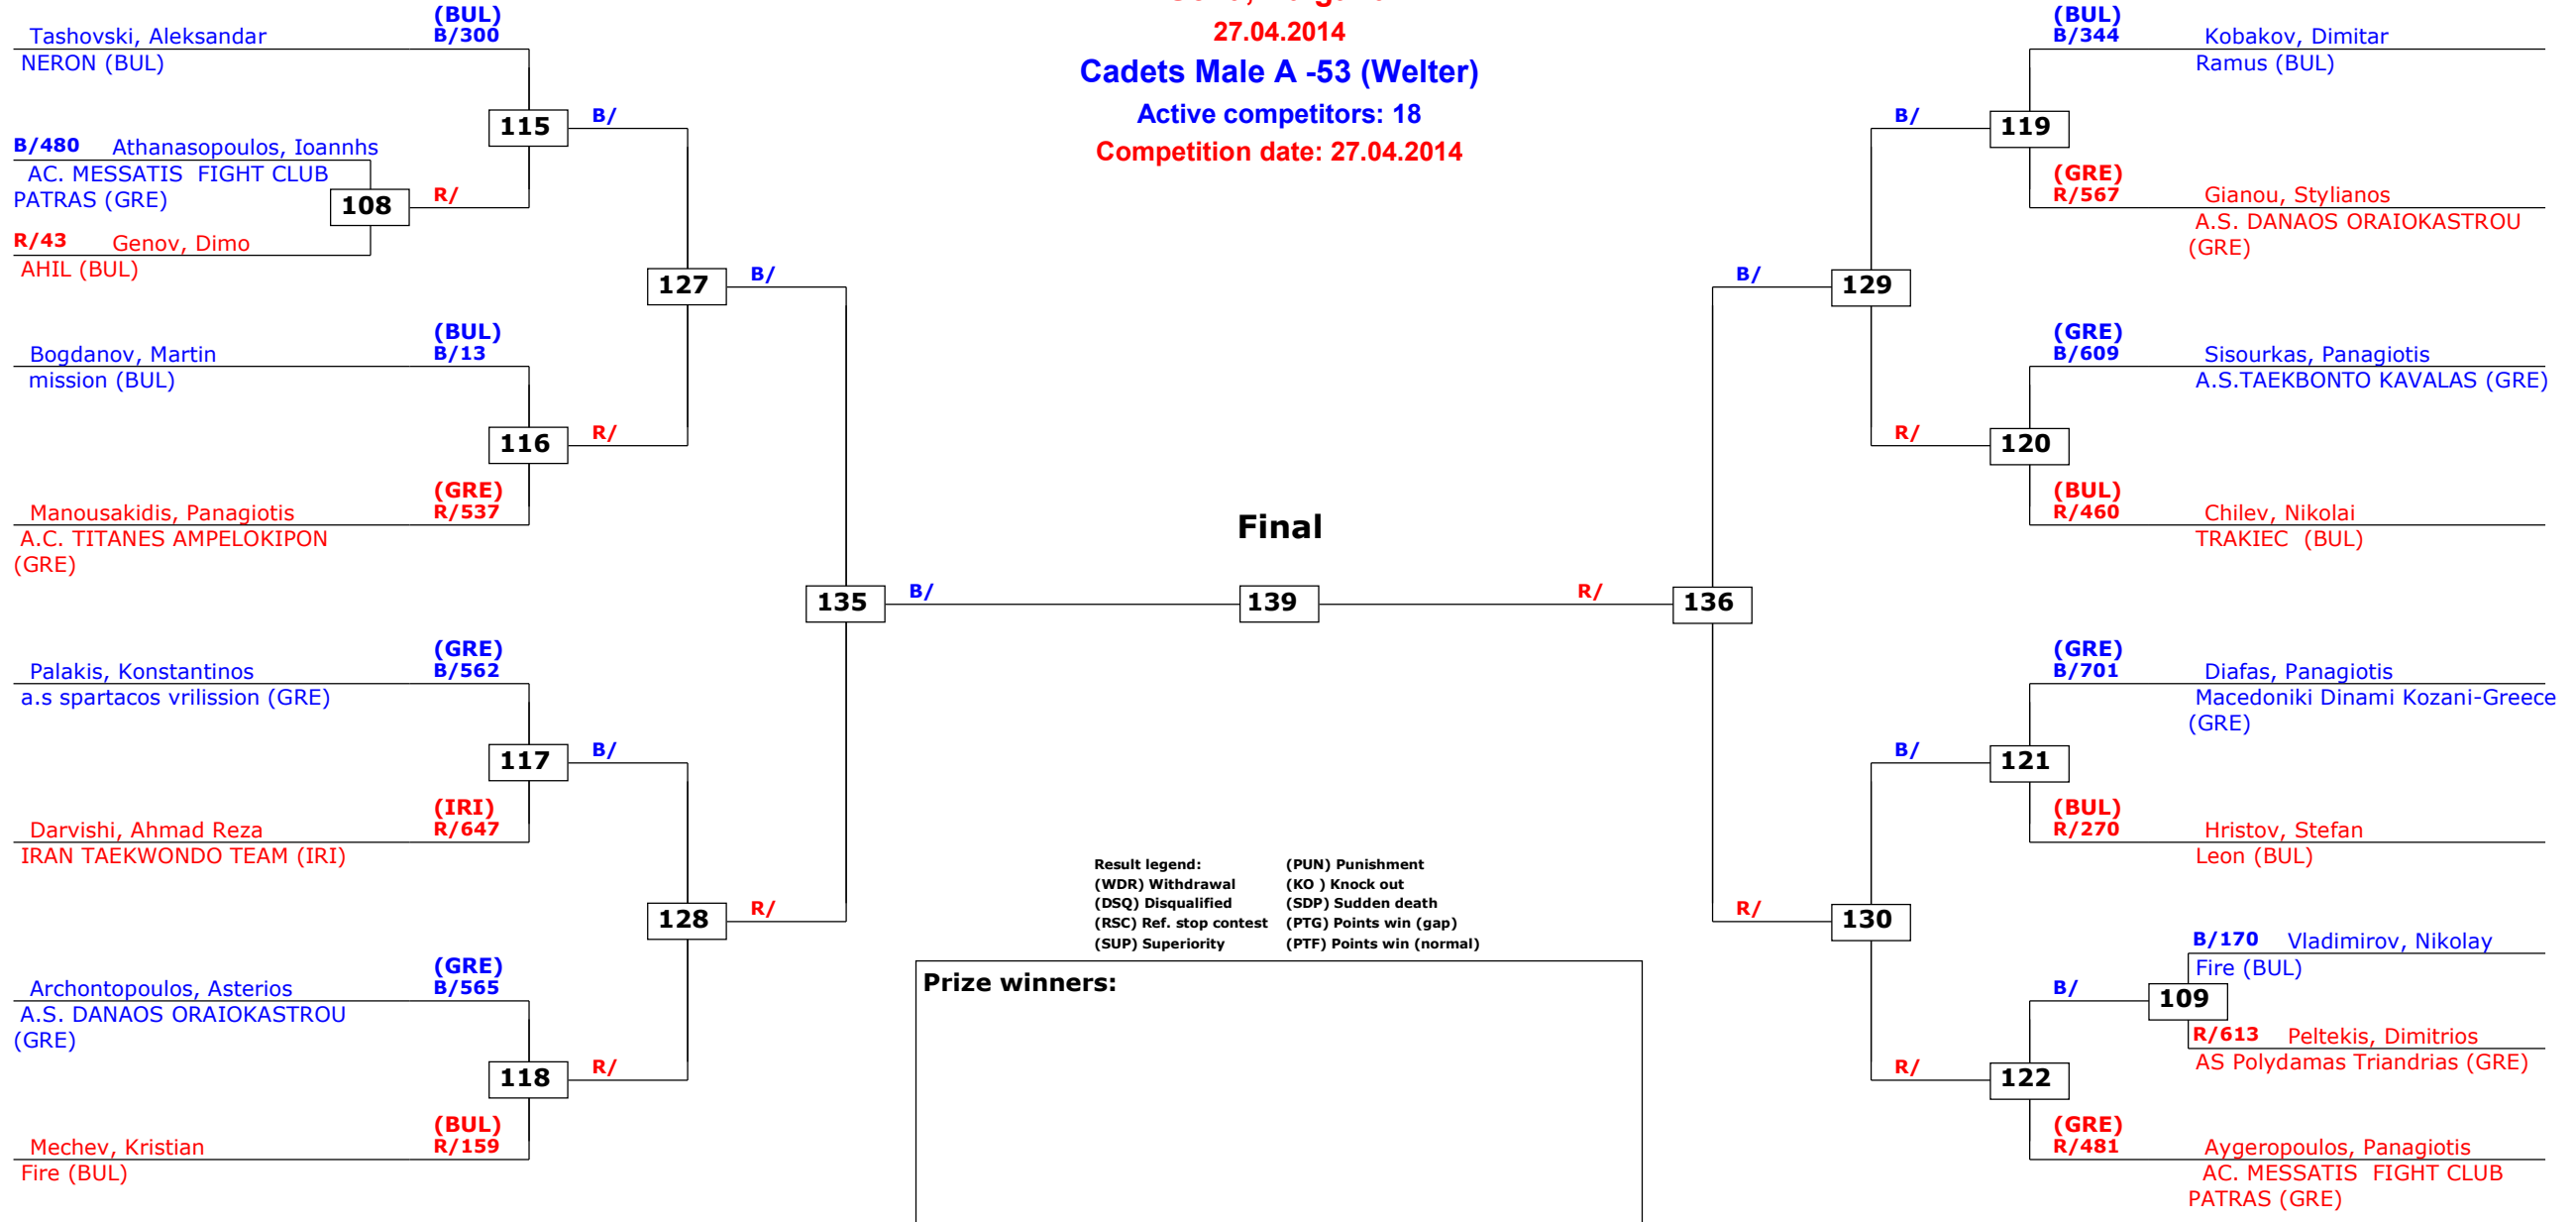 27.04.2014
Cadets Male A -53 (Welter)
Active competitors: 18
Competition date: 27.04.2014
(BUL)
Tashovski, Aleksandar B/300
NERON (BUL)
115 B/
B/480 Athanasopoulos, Ioannhs
AC. MESSATIS FIGHT CLUB
PATRAS (GRE)
108 R/
R/43 Genov, Dimo
AHIL (BUL)
127 B/
(BUL)
Bogdanov, Martin B/13
mission (BUL)
116 R/
(GRE)
Manousakidis, Panagiotis R/537
A.C. TITANES AMPELOKIPON
(GRE)
135 B/
(GRE)
Palakis, Konstantinos B/562
a.s spartacos vrilission (GRE)
117 B/
(IRI)
Darvishi, Ahmad Reza R/647
IRAN TAEKWONDO TEAM (IRI)
128 R/
(GRE)
Archontopoulos, Asterios B/565
A.S. DANAOS ORAIOKASTROU
(GRE)
118 R/
(BUL)
Mechev, Kristian R/159
Fire (BUL)
Final
139
Result legend: (PUN) Punishment
(WDR) Withdrawal (KO ) Knock out
(DSQ) Disqualified (SDP) Sudden death
(RSC) Ref. stop contest (PTG) Points win (gap)
(SUP) Superiority (PTF) Points win (normal)
Prize winners:
(BUL)
B/344 Kobakov, Dimitar
Ramus (BUL)
B/ 119
(GRE)
R/567 Gianou, Stylianos
A.S. DANAOS ORAIOKASTROU
(GRE)
B/ 129
(GRE)
B/609 Sisourkas, Panagiotis
A.S.TAEKBONTO KAVALAS (GRE)
R/ 120
(BUL)
R/460 Chilev, Nikolai
TRAKIEC (BUL)
R/ 136
(GRE)
B/701 Diafas, Panagiotis
Macedoniki Dinami Kozani-Greece
(GRE)
B/ 121
(BUL)
R/270 Hristov, Stefan
Leon (BUL)
R/ 130
B/170 Vladimirov, Nikolay
Fire (BUL)
B/ 109
R/613 Peltekis, Dimitrios
AS Polydamas Triandrias (GRE)
R/ 122
(GRE)
R/481 Aygeropoulos, Panagiotis
AC. MESSATIS FIGHT CLUB
PATRAS (GRE)